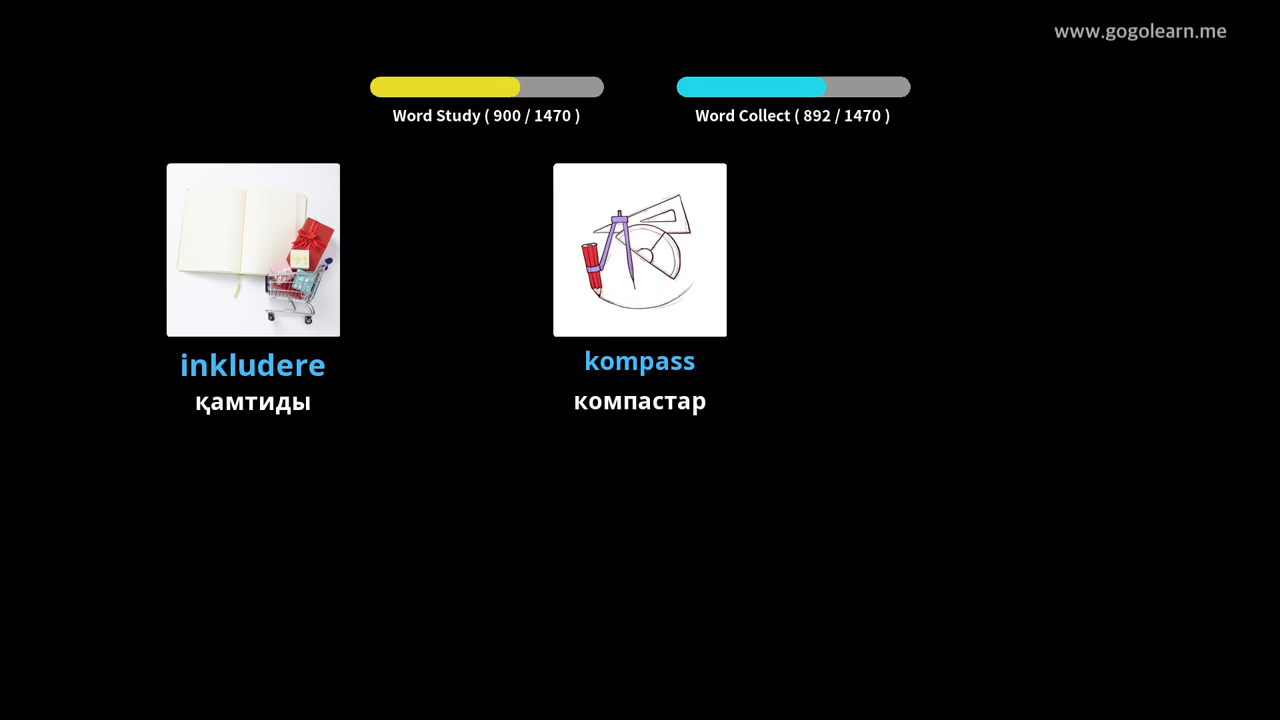 www.gogolearn.me
Word Study ( 900 / 1470 )
Word Collect ( 892 / 1470 )
inkludere
қамтиды
kompass
компастар